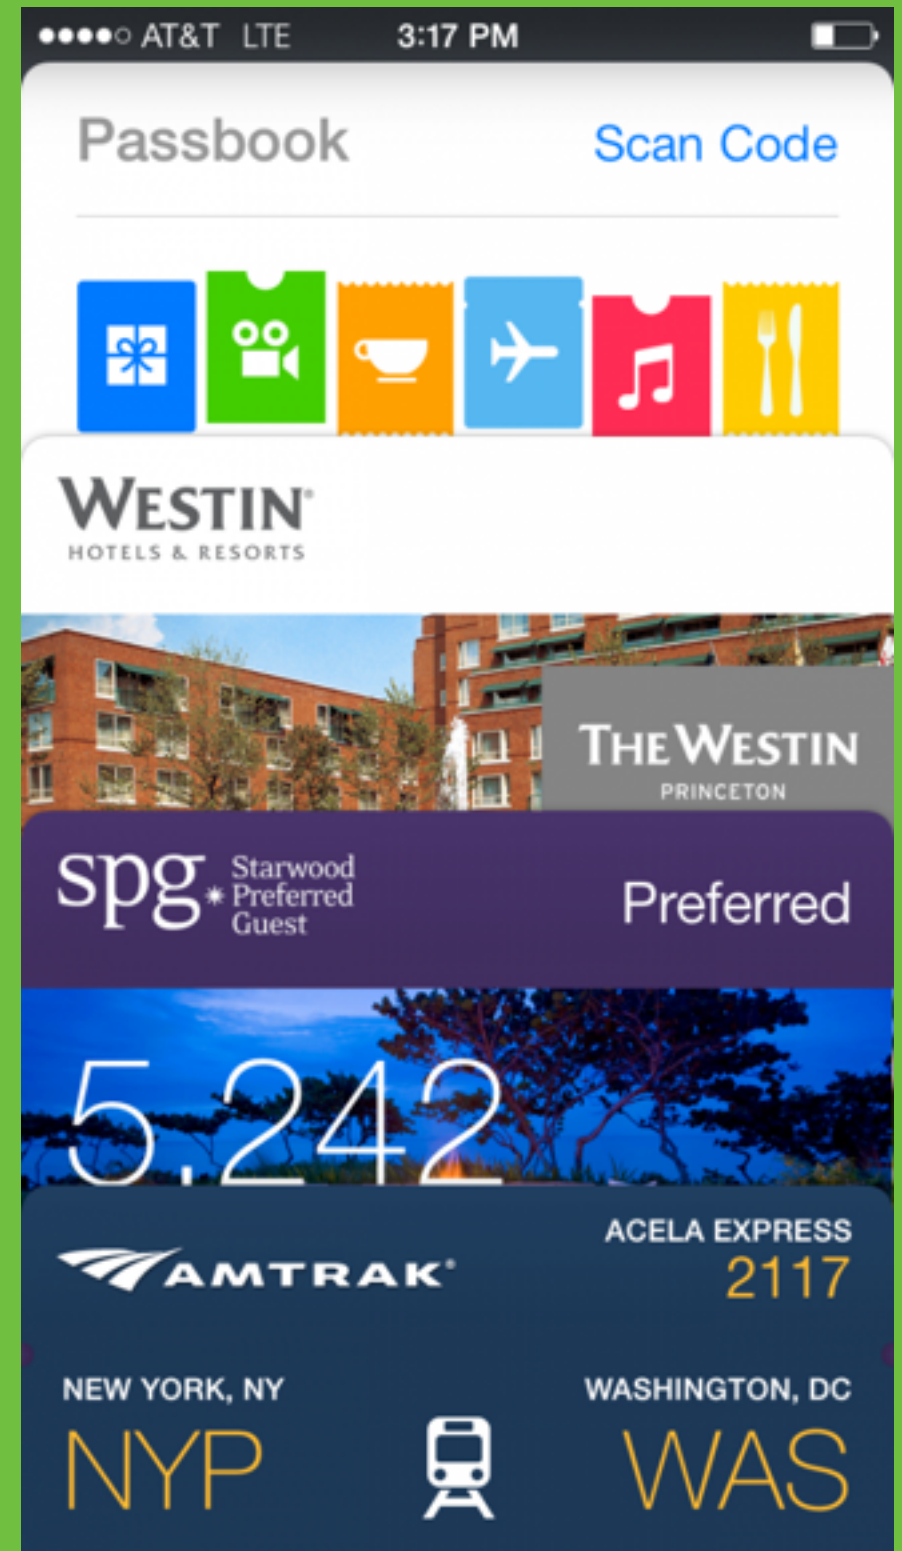 AT&T LTE 3:17 PM
Passbook Scan Code
WESTIN®
HOTELS & RESORTS
THE WESTIN
PRINCETON
spg* Starwood
Preferred
Guest
Preferred
5,242
AMTRAK®
ACELA EXPRESS
2117
NEW YORK, NY WASHINGTON, DC
NYP WAS